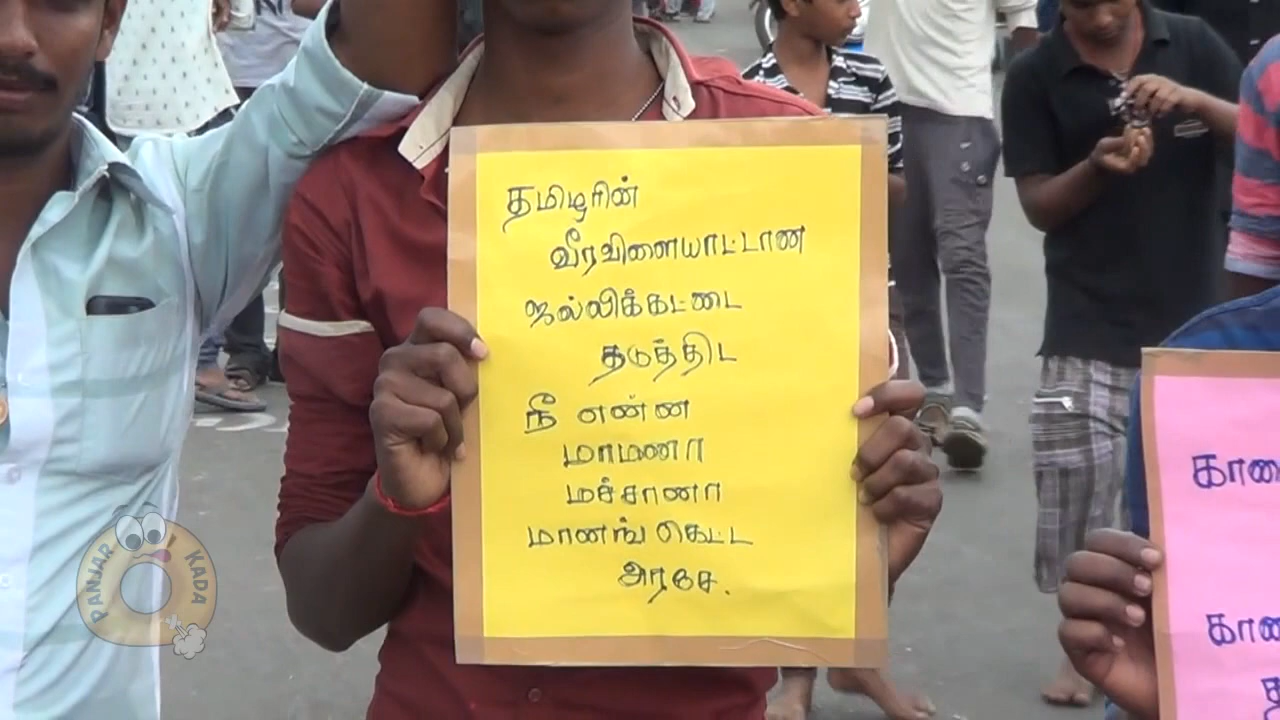 தமிழரின்
வீரவிளையாட்டான
ஜல்லிக்கட்டை
தடுத்திட
நீ என்ன
மாமனா
மச்சானா
மானங் கெட்ட
அரசே.
PANJAR KADA